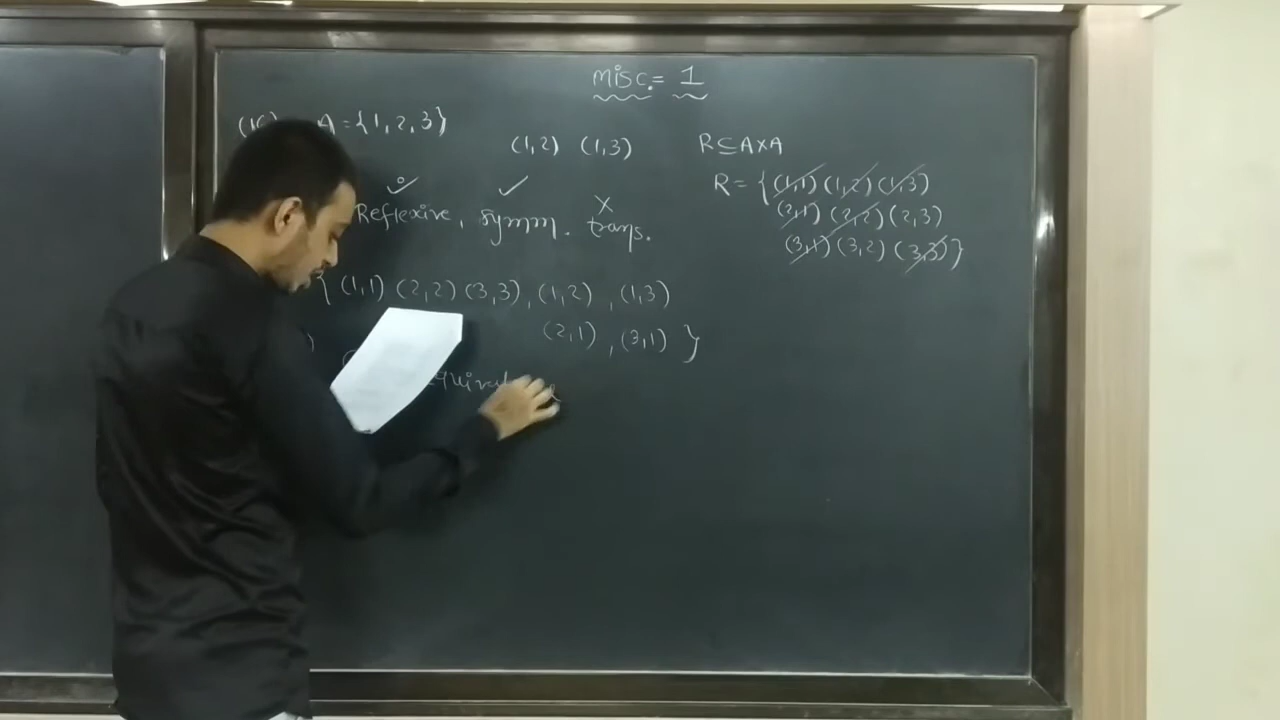 misc. = 1
A = {1, 2, 3}
(1,2) (1,3)
Reflexive, symm. trans.
{ (1,1) (2,2) (3,3), (1,2) , (1,3)
(2,1) , (3,1) }
R ⊆ A×A
R = { (1,1) (1,2) (1,3)
(2,1) (2,2) (2,3)
(3,1) (3,2) (3,3) }